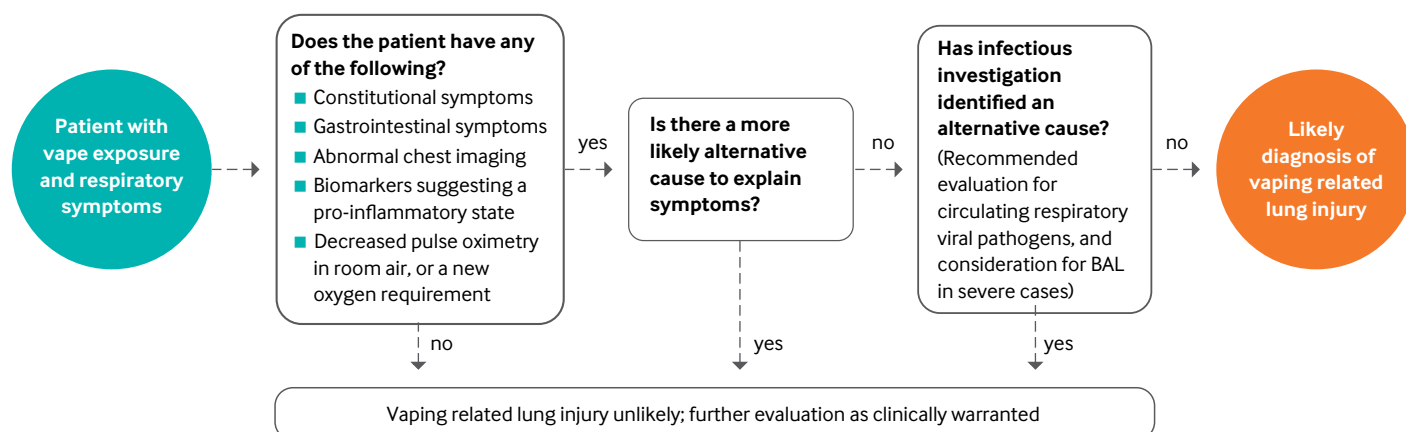 Patient with
vape exposure
and respiratory
symptoms
Does the patient have any
of the following?
Constitutional symptoms
Gastrointestinal symptoms
Abnormal chest imaging
Biomarkers suggesting a
pro-inflammatory state
Decreased pulse oximetry
in room air, or a new
oxygen requirement
yes
no
Is there a more
likely alternative
cause to explain
symptoms?
no
yes
Has infectious
investigation
identified an
alternative cause?
(Recommended
evaluation for
circulating respiratory
viral pathogens, and
consideration for BAL
in severe cases)
no
yes
Likely
diagnosis of
vaping related
lung injury
Vaping related lung injury unlikely; further evaluation as clinically warranted